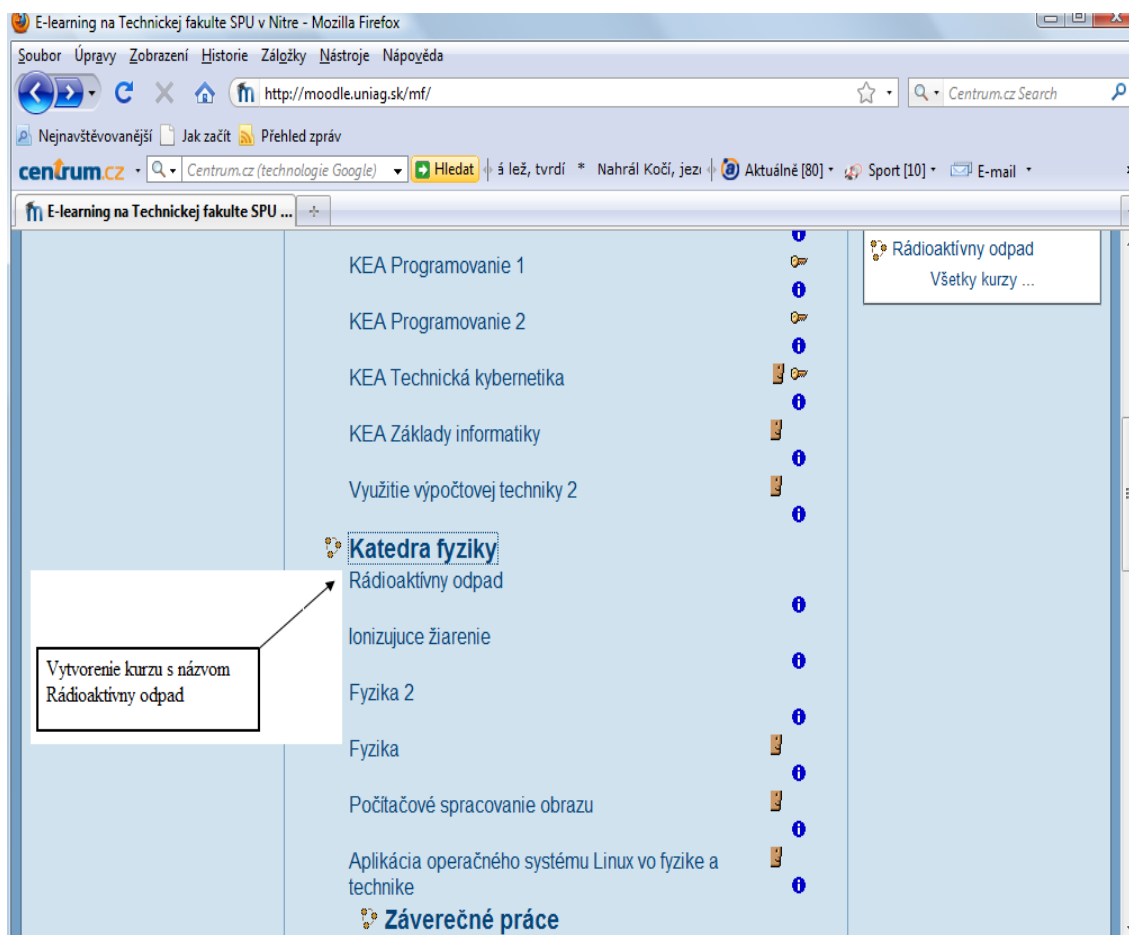 E-learning na Technickej fakulte SPU v Nitre - Mozilla Firefox
Soubor Úpravy Zobrazení Historie Záložky Nástroje Nápověda
http://moodle.uniag.sk/mf/ Centrum.cz Search
Nejnavštěvovanější Jak začít Přehled zpráv
centrum.cz Centrum.cz (technologie Google) Hledat á lež, tvrdí * Nahrál Kočí, jezi Aktuálně [80] Sport [10] E-mail
E-learning na Technickej fakulte SPU ...
Rádioaktívny odpad
Všetky kurzy ...
KEA Programovanie 1
KEA Programovanie 2
KEA Technická kybernetika
KEA Základy informatiky
Využitie výpočtovej techniky 2
Katedra fyziky
Rádioaktívny odpad
Ionizujuce žiarenie
Vytvorenie kurzu s názvom
Rádioaktívny odpad
Fyzika 2
Fyzika
Počítačové spracovanie obrazu
Aplikácia operačného systému Linux vo fyzike a
technike
Záverečné práce